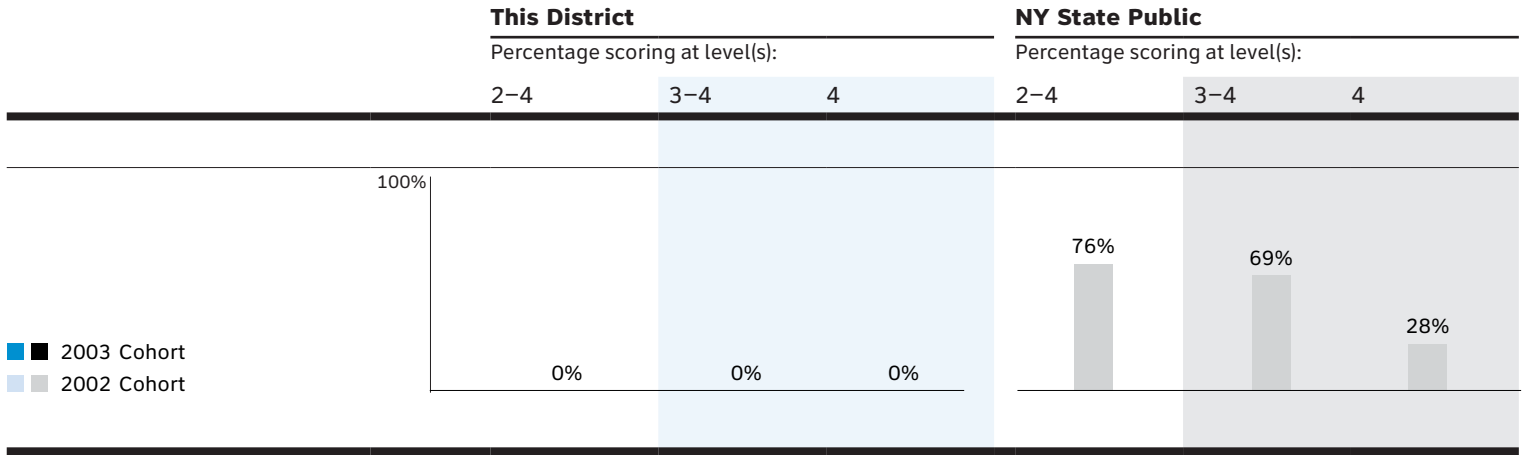 This District NY State Public
Percentage scoring at level(s): Percentage scoring at level(s):
2–4 3–4 4 2–4 3–4 4
100%
76%
69%
28%
2003 Cohort
2002 Cohort
0% 0% 0%